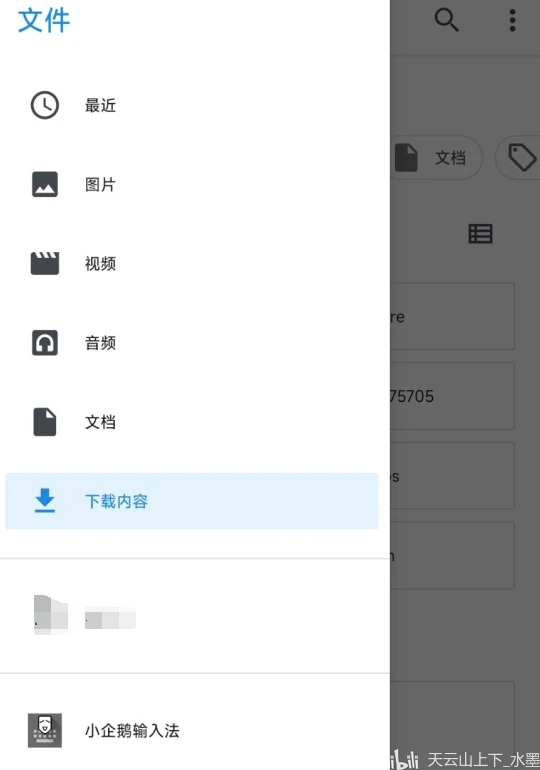 文件
最近
图片
文档
视频
re
音频
75705
文档
s
下载内容
n
小企鹅输入法
bilibili 天云山上下_水墨